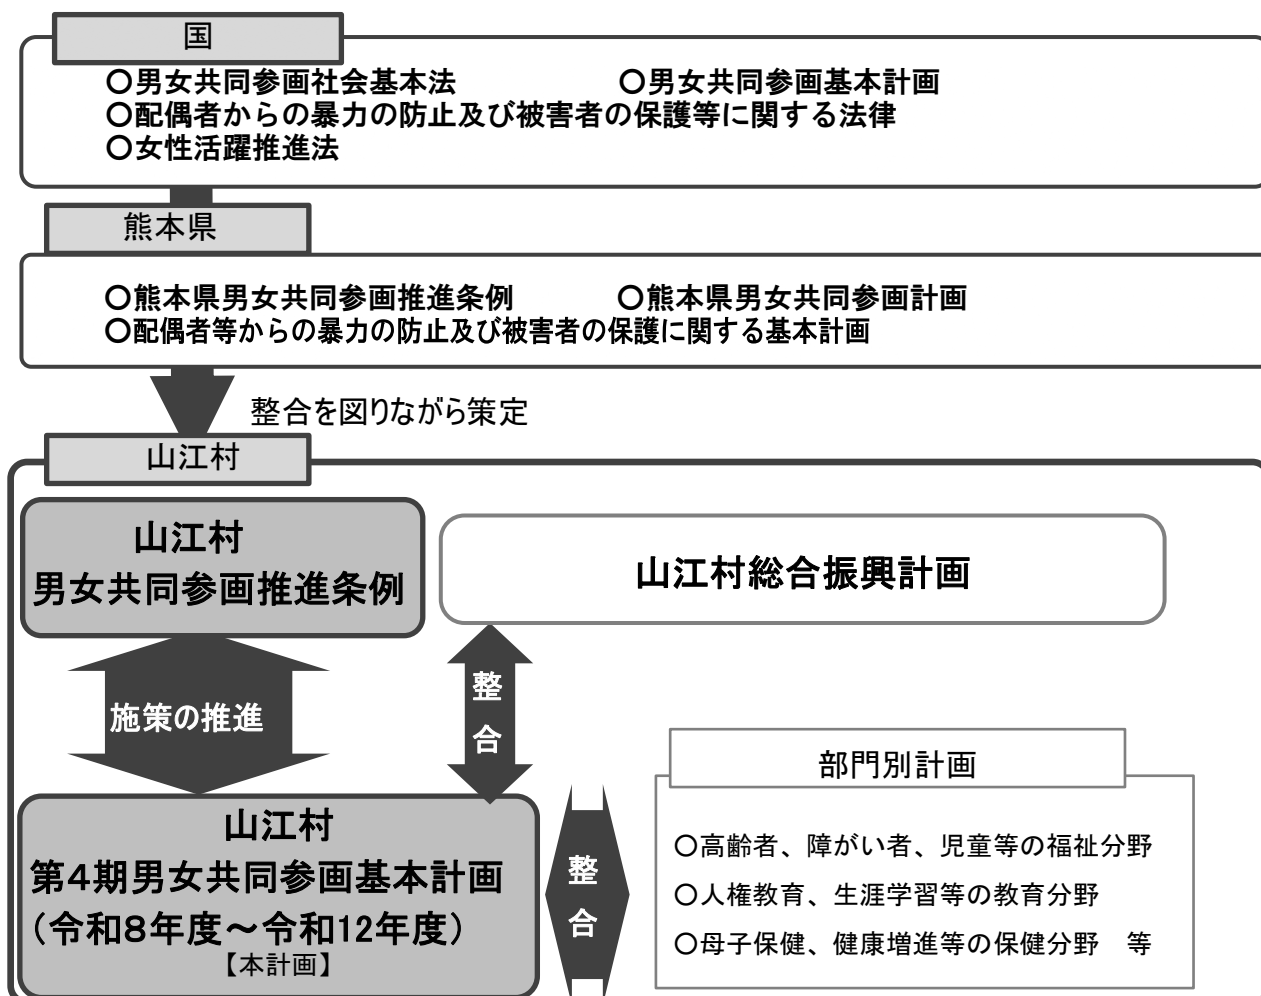 国
〇男女共同参画社会基本法　〇男女共同参画基本計画
〇配偶者からの暴力の防止及び被害者の保護等に関する法律
〇女性活躍推進法
熊本県
〇熊本県男女共同参画推進条例　〇熊本県男女共同参画計画
〇配偶者等からの暴力の防止及び被害者の保護に関する基本計画
整合を図りながら策定
山江村
山江村
男女共同参画推進条例
山江村総合振興計画
施策の推進
整
合
山江村
第4期男女共同参画基本計画
（令和8年度～令和12年度）
【本計画】
整
合
部門別計画
〇高齢者、障がい者、児童等の福祉分野
〇人権教育、生涯学習等の教育分野
〇母子保健、健康増進等の保健分野　等